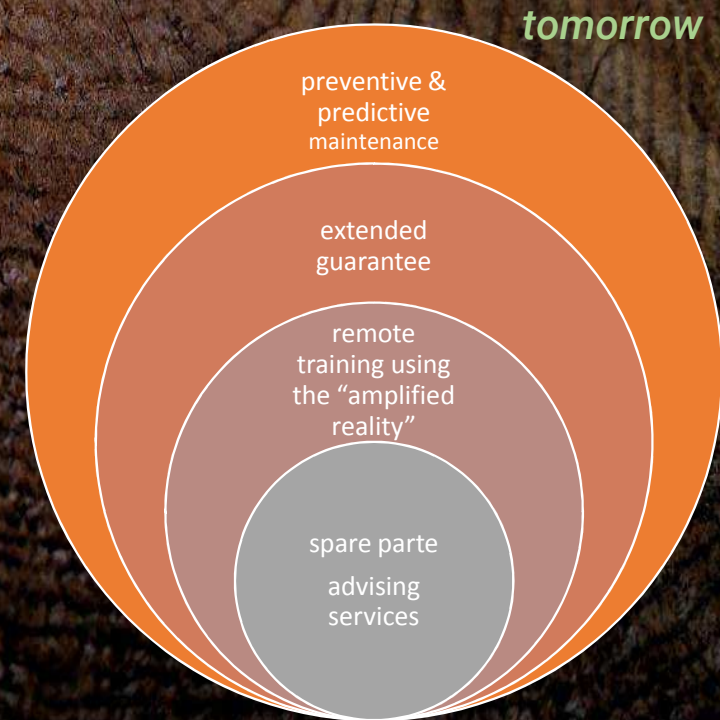 tomorrow
preventive &
predictive
maintenance
extended
guarantee
remote
training using
the “amplified
reality”
spare parte
advising
services